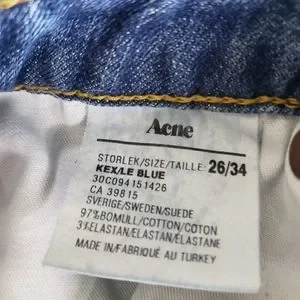 Acne
STORLEK/SIZE/TAILLE: 26/34
KEX/LE BLUE
30C094151426
CA 39815
SVERIGE/SWEDEN/SUEDE
97%BOMULL/COTTON/COTON
3%ELASTAN/ELASTAN/ÉLASTANE
MADE IN/FABRIQUÉ AU TURKEY